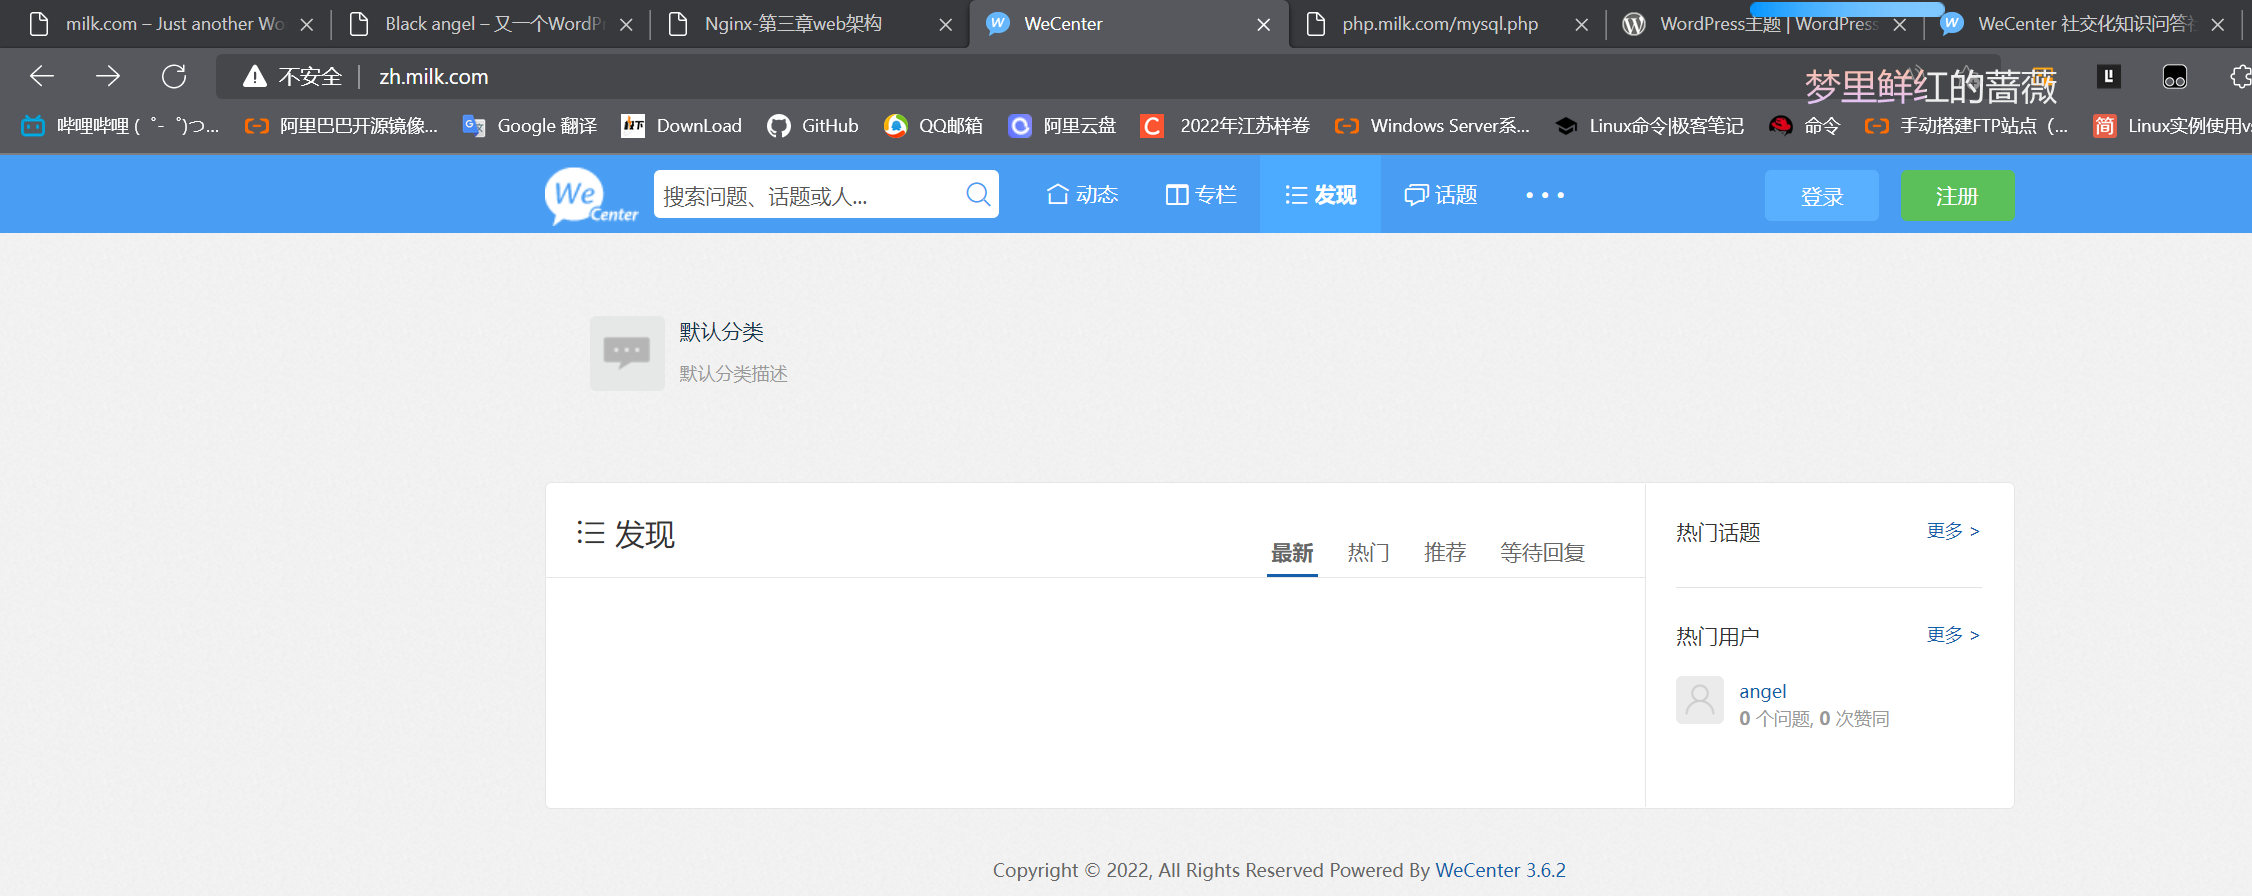 milk.com – Just another Wo
Black angel – 又一个WordPr
Nginx-第三章web架构
WeCenter
php.milk.com/mysql.php
WordPress主题 | WordPress
WeCenter 社交化知识问答社
不安全
zh.milk.com
梦里鲜红的蔷薇
哔哩哔哩 (゜-゜)つ...
阿里巴巴开源镜像...
Google 翻译
DownLoad
GitHub
QQ邮箱
阿里云盘
2022年江苏样卷
Windows Server系...
Linux命令|极客笔记
命令
手动搭建FTP站点（...
Linux实例使用vs
We Center
搜索问题、话题或人...
动态
专栏
发现
话题
登录
注册
默认分类
默认分类描述
发现
最新
热门
推荐
等待回复
热门话题
更多 >
热门用户
更多 >
angel
0 个问题, 0 次赞同
Copyright © 2022, All Rights Reserved Powered By WeCenter 3.6.2